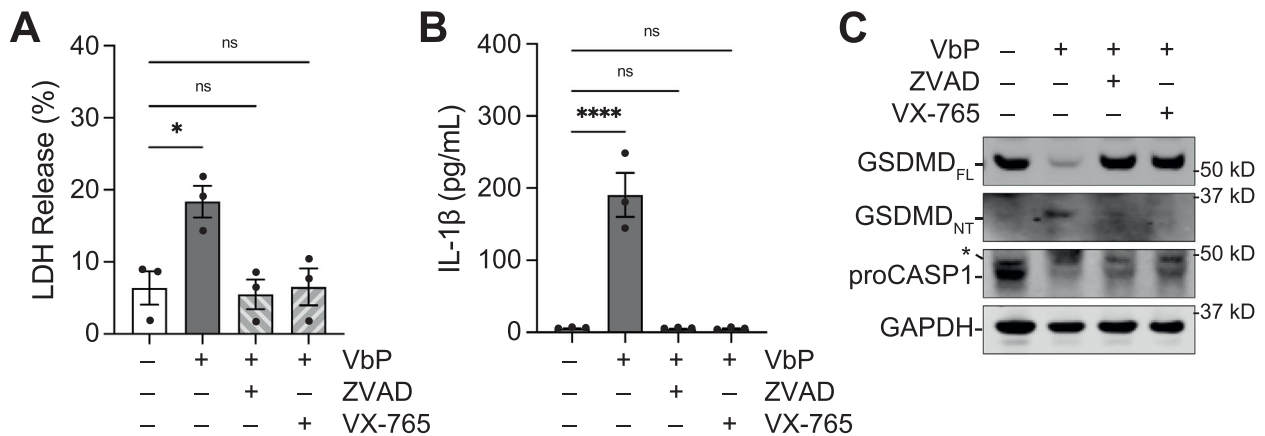 A
LDH Release (%)
40
30
20
10
0
ns
ns
*
– + + + VbP
– – + – ZVAD
– – – + VX-765
B
IL-1β (pg/mL)
400
300
200
100
0
ns
ns
****
– + + + VbP
– – + – ZVAD
– – – + VX-765
C
VbP – + + +
ZVAD – – + –
VX-765 – – – +
GSDMD_FL
-50 kD
-37 kD
GSDMD_NT
*
-50 kD
proCASP1
-37 kD
GAPDH